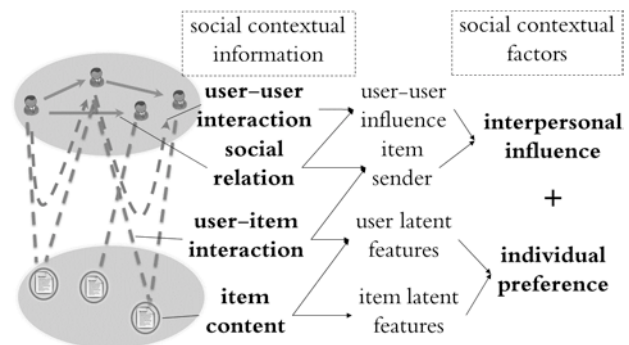 social contextual
information
social contextual
factors
user–user
interaction
social
relation
user–item
interaction
item
content
user–user
influence
item
sender
user latent
features
item latent
features
interpersonal
influence
+
individual
preference